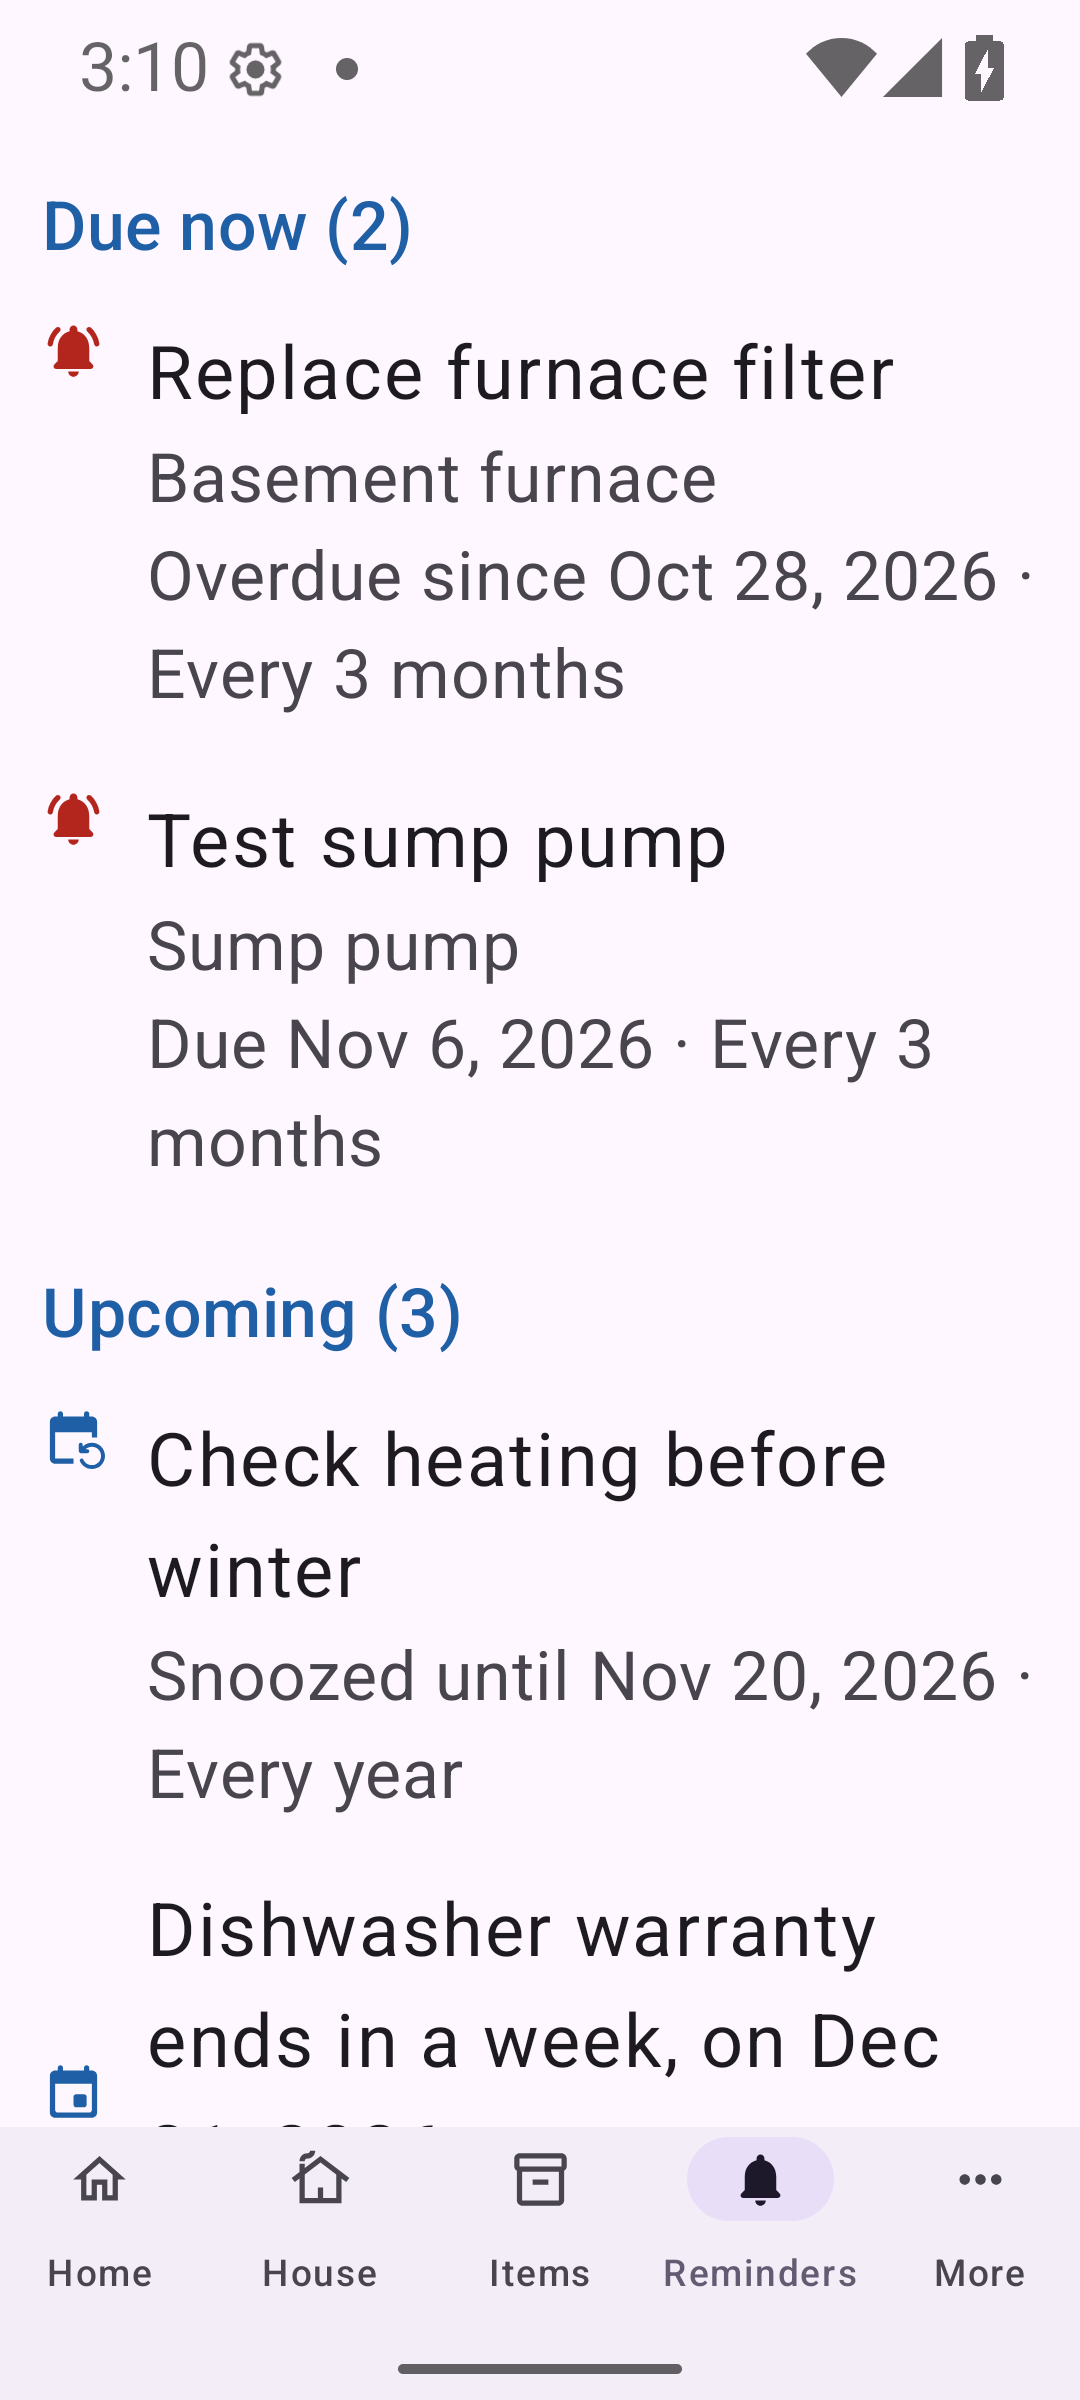 3:10
Due now (2)
Replace furnace filter
Basement furnace
Overdue since Oct 28, 2026 ·
Every 3 months
Test sump pump
Sump pump
Due Nov 6, 2026 · Every 3
months
Upcoming (3)
Check heating before
winter
Snoozed until Nov 20, 2026 ·
Every year
Dishwasher warranty
ends in a week, on Dec
Home
House
Items
Reminders
More